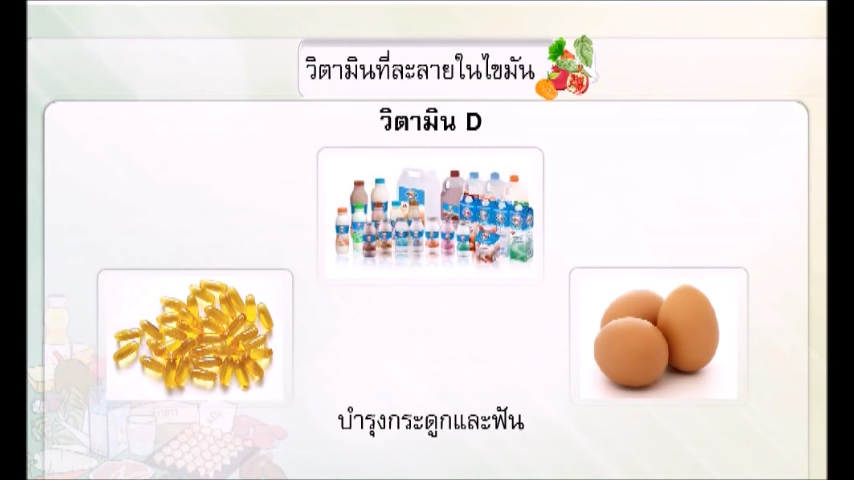 วิตามินที่ละลายในไขมัน
วิตามิน D
บำรุงกระดูกและฟัน